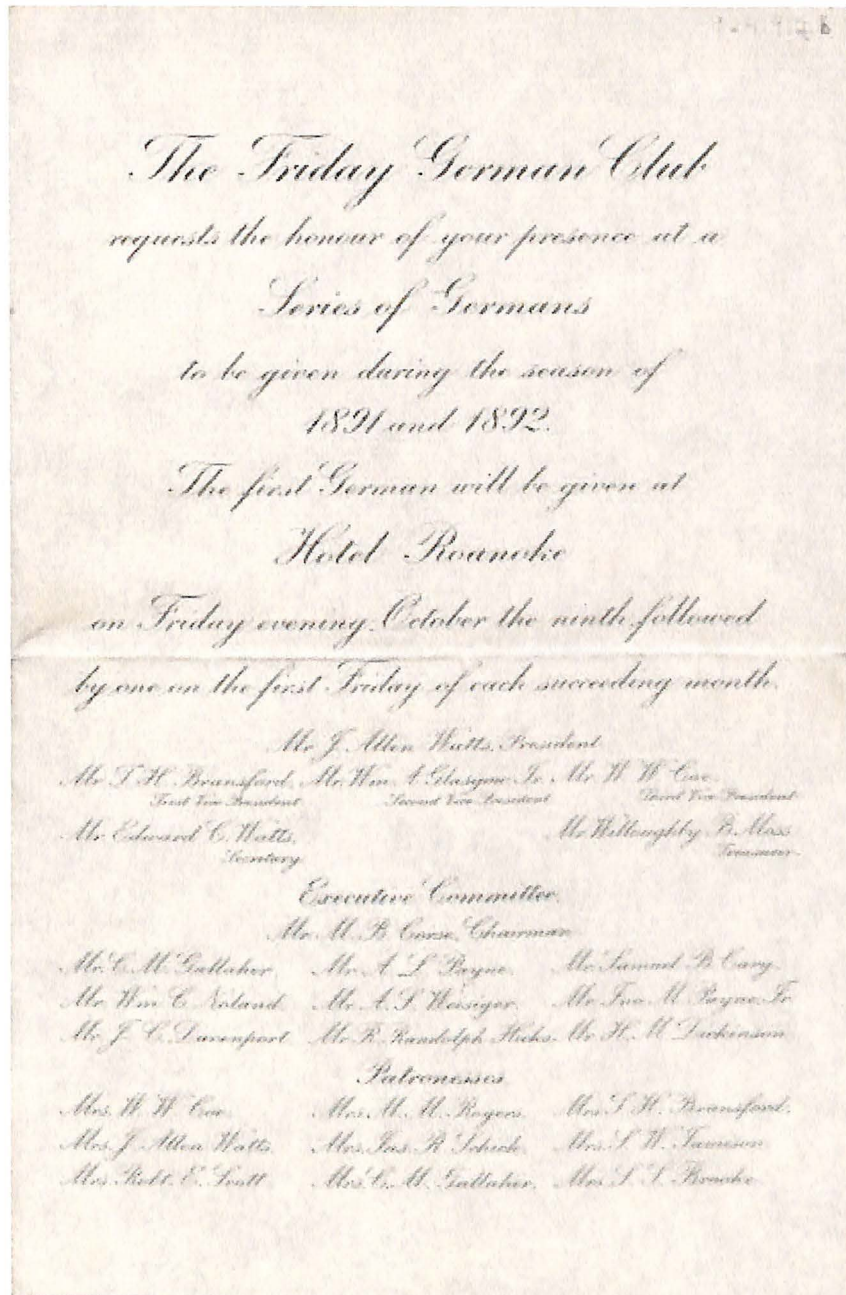 The Friday German Club
requests the honour of your presence at a
Series of Germans
to be given during the season of
1891 and 1892.
The first German will be given at
Hotel Roanoke
on Friday evening, October the ninth, followed
by one on the first Friday of each succeeding month.
Mr. J. Allen Watts, President
Mr. T. H. Bransford, Mr. Wm. A. Glasgow Jr. Mr. W. W. Coe,
First Vice President Second Vice President Third Vice President
Mr. Edward C. Watts, Mr. Willoughby B. Moss
Secretary Treasurer
Executive Committee.
Mr. M. B. Corse, Chairman
Mr. C. M. Gallaher, Mr. A. L. Payne, Mr. Samuel B. Cary,
Mr. Wm. C. Noland, Mr. A. S. Weisiger, Mr. Jno. M. Payne, Jr.
Mr. J. C. Davenport Mr. R. Randolph Hicks. Mr. H. M. Dickinson
Patronesses
Mrs. W. W. Coe Mrs. M. M. Rogers, Mrs. T. H. Bransford,
Mrs. J. Allen Watts, Mrs. Jas. R. Schick, Mrs. S. W. Jameson
Mrs. Robt. E. Scott Mrs. C. M. Gallaher, Mrs. Brooke